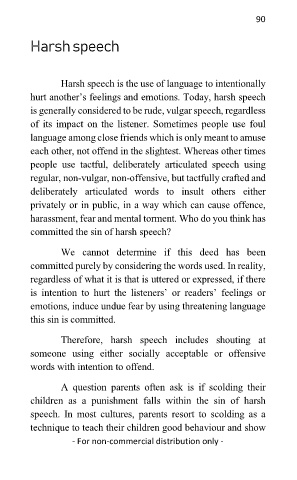 90
Harsh speech
Harsh speech is the use of language to intentionally
hurt another's feelings and emotions. Today, harsh speech
is generally considered to be rude, vulgar speech, regardless
of its impact on the listener. Sometimes people use foul
language among close friends which is only meant to amuse
each other, not offend in the slightest. Whereas other times
people use tactful, deliberately articulated speech using
regular, non-vulgar, non-offensive, but tactfully crafted and
deliberately articulated words to insult others either
privately or in public, in a way which can cause offence,
harassment, fear and mental torment. Who do you think has
committed the sin of harsh speech?
We cannot determine if this deed has been
committed purely by considering the words used. In reality,
regardless of what it is that is uttered or expressed, if there
is intention to hurt the listeners' or readers' feelings or
emotions, induce undue fear by using threatening language
this sin is committed.
Therefore, harsh speech includes shouting at
someone using either socially acceptable or offensive
words with intention to offend.
A question parents often ask is if scolding their
children as a punishment falls within the sin of harsh
speech. In most cultures, parents resort to scolding as a
technique to teach their children good behaviour and show
- For non-commercial distribution only -